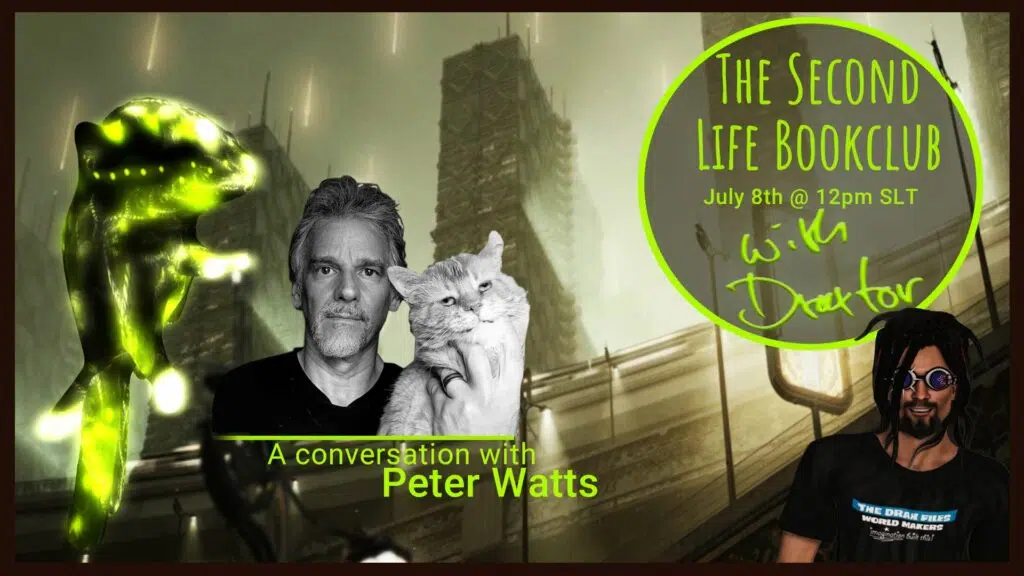 The Second
Life Bookclub
July 8th @ 12pm SLT
with
Draxtor
A conversation with
Peter Watts
THE DRAX FILES
WORLD MAKERS